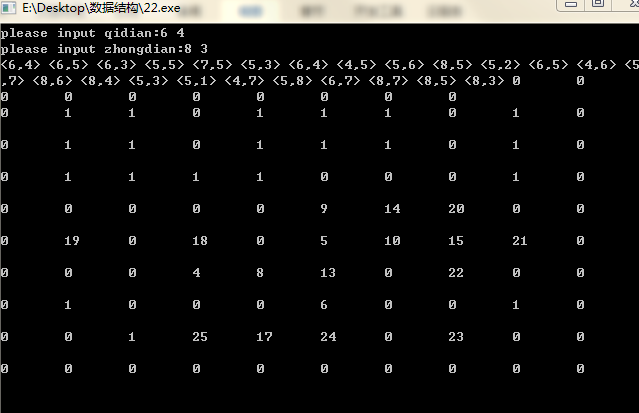 E:\Desktop\数据结构\22.exe
please input qidian:6 4
please input zhongdian:8 3
<6,4> <6,5> <6,3> <5,5> <7,5> <5,3> <6,4> <4,5> <5,6> <8,5> <5,2> <6,5> <4,6> <5
,7> <8,6> <8,4> <5,3> <5,1> <4,7> <5,8> <6,7> <8,7> <8,5> <8,3> 0 0
0 0 0 0 0 0 0 0
0 1 1 0 1 1 1 0 1 0
0 1 1 0 1 1 1 0 1 0
0 1 1 1 1 0 0 0 1 0
0 0 0 0 0 9 14 20 0 0
0 19 0 18 0 5 10 15 21 0
0 0 0 4 8 13 0 22 0 0
0 1 0 0 0 6 0 0 1 0
0 0 1 25 17 24 0 23 0 0
0 0 0 0 0 0 0 0 0 0